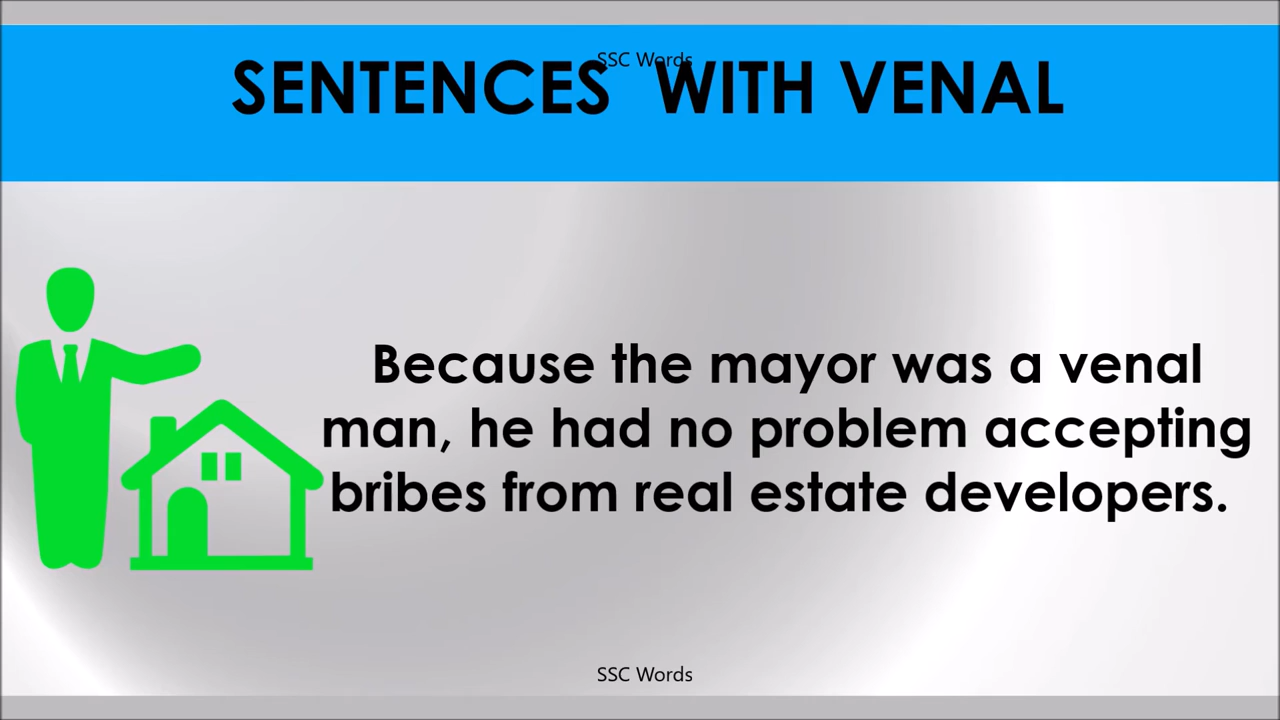 SSC Words
SENTENCES WITH VENAL
Because the mayor was a venal
man, he had no problem accepting
bribes from real estate developers.
SSC Words